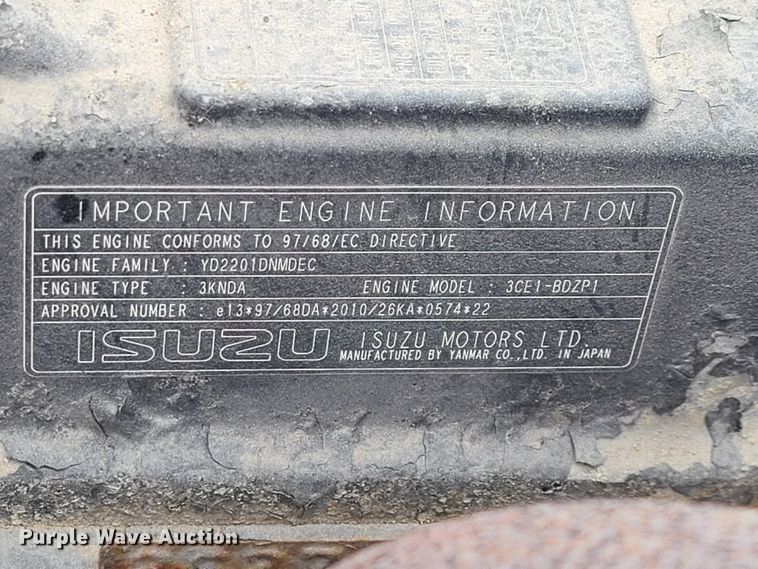 IMPORTANT ENGINE INFORMATION
THIS ENGINE CONFORMS TO 97/68/EC DIRECTIVE
ENGINE FAMILY : YD2201DNMDEC
ENGINE TYPE : 3KNDA ENGINE MODEL : 3CE1-BDZP1
APPROVAL NUMBER : e13*97/68DA*2010/26KA*0574*22
ISUZU ISUZU MOTORS LTD.
MANUFACTURED BY YANMAR CO.,LTD. IN JAPAN
Purple Wave Auction